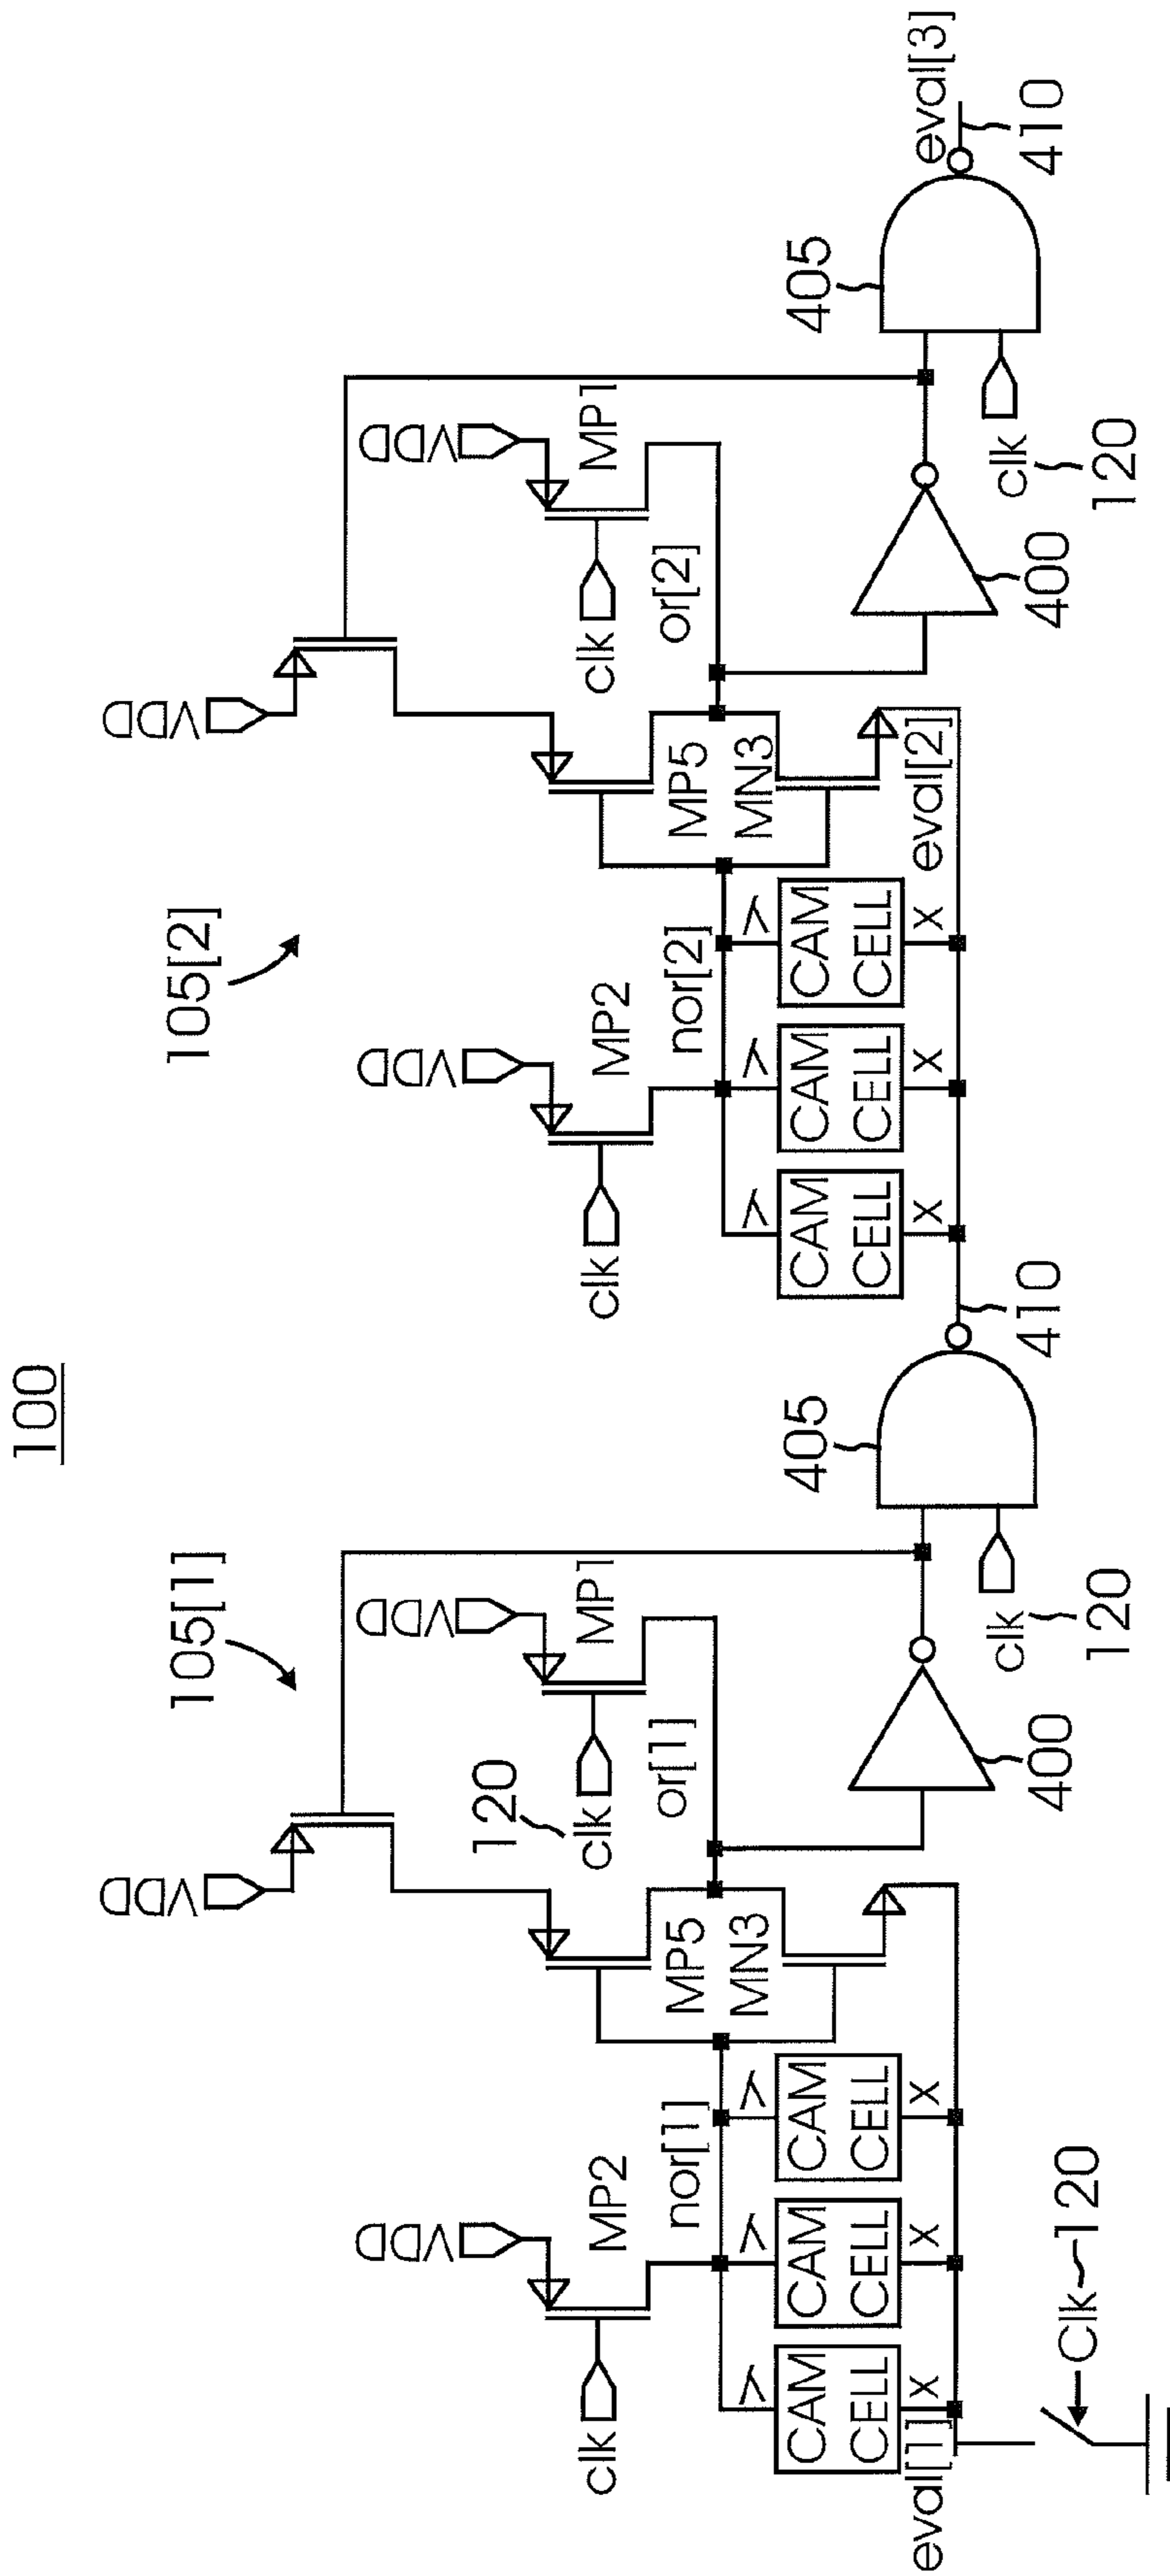 100
105[1]
VDD
VDD
MP2
clk
nor[1]
MP5
MN3
VDD
MP1
120
clk
or[1]
Y
Y
Y
CAM
CELL
CAM
CELL
CAM
CELL
X
X
X
eval[1]
Clk
120
400
405
clk
120
410
105[2]
VDD
VDD
MP2
clk
nor[2]
MP5
MN3
VDD
MP1
clk
or[2]
Y
Y
Y
CAM
CELL
CAM
CELL
CAM
CELL
X
X
X
eval[2]
400
405
clk
120
eval[3]
410